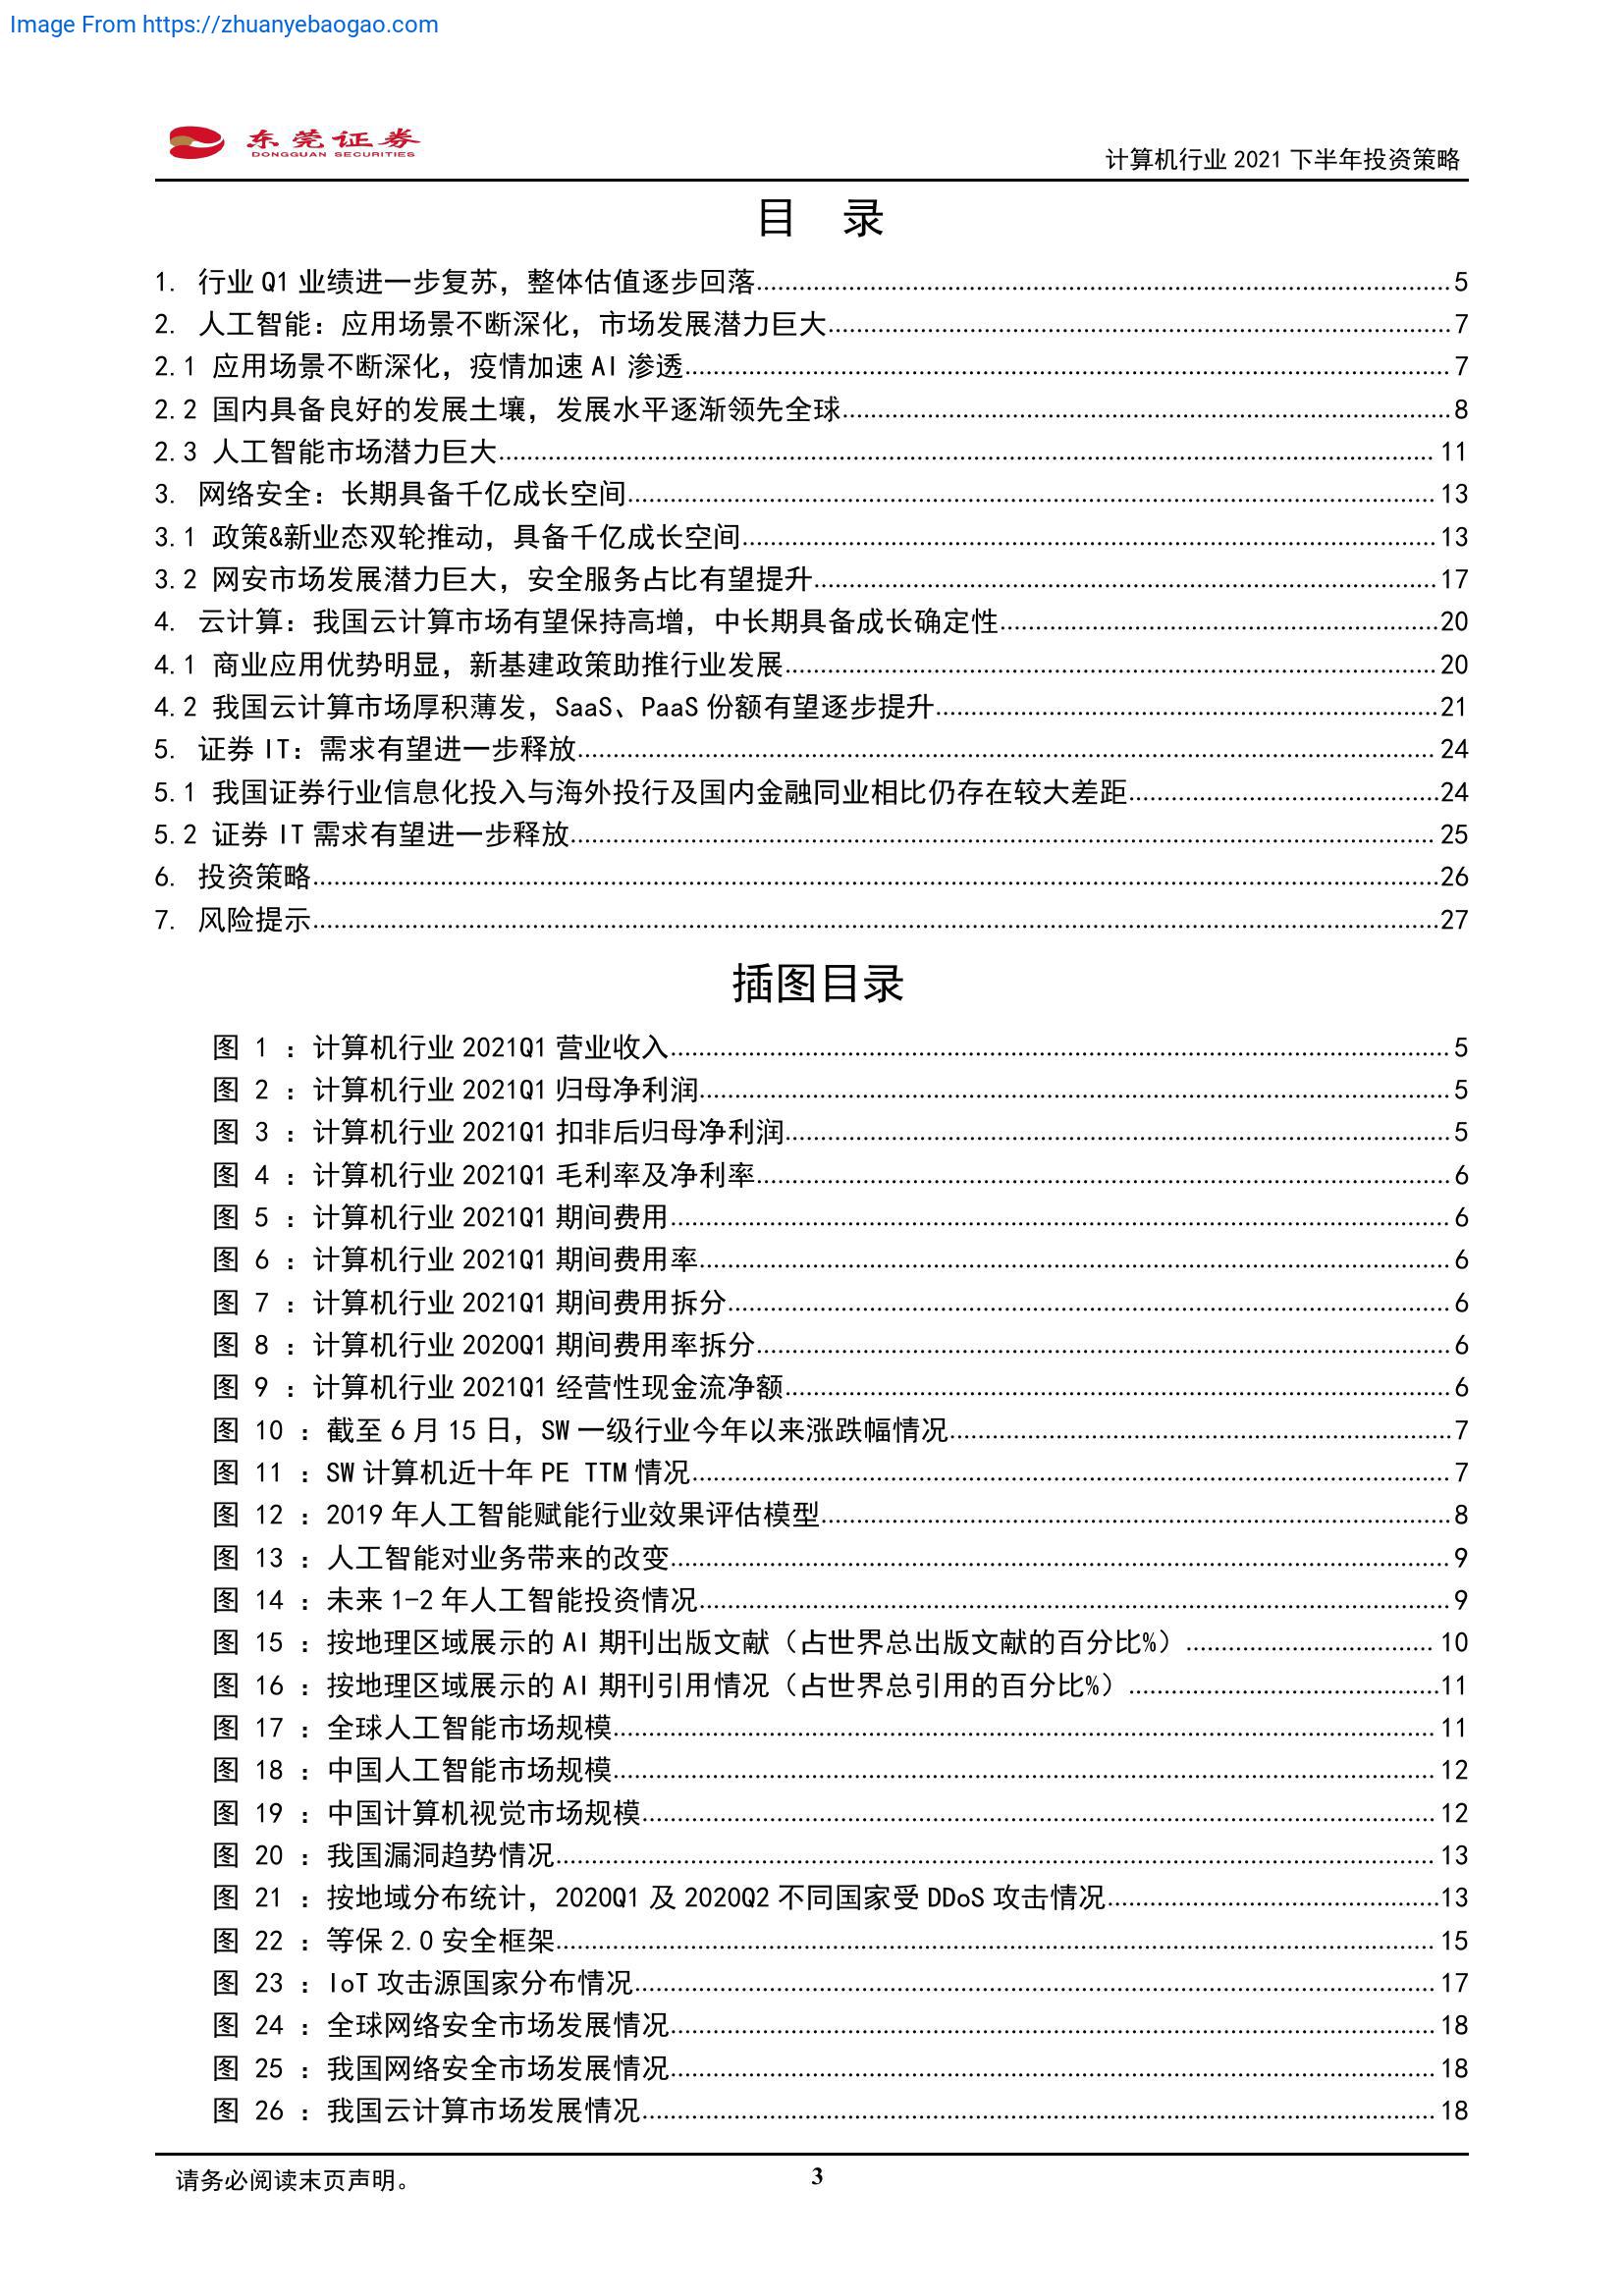 Image From https://zhuanyebaogao.com
东莞证券
DONGGUAN SECURITIES
计算机行业 2021 下半年投资策略
目 录
1. 行业 Q1 业绩进一步复苏，整体估值逐步回落 5
2. 人工智能：应用场景不断深化，市场发展潜力巨大 7
2.1 应用场景不断深化，疫情加速 AI 渗透 7
2.2 国内具备良好的发展土壤，发展水平逐渐领先全球 8
2.3 人工智能市场潜力巨大 11
3. 网络安全：长期具备千亿成长空间 13
3.1 政策&新业态双轮推动，具备千亿成长空间 13
3.2 网安市场发展潜力巨大，安全服务占比有望提升 17
4. 云计算：我国云计算市场有望保持高增，中长期具备成长确定性 20
4.1 商业应用优势明显，新基建政策助推行业发展 20
4.2 我国云计算市场厚积薄发，SaaS、PaaS 份额有望逐步提升 21
5. 证券 IT：需求有望进一步释放 24
5.1 我国证券行业信息化投入与海外投行及国内金融同业相比仍存在较大差距 24
5.2 证券 IT 需求有望进一步释放 25
6. 投资策略 26
7. 风险提示 27
插图目录
图 1 ：计算机行业 2021Q1 营业收入 5
图 2 ：计算机行业 2021Q1 归母净利润 5
图 3 ：计算机行业 2021Q1 扣非后归母净利润 5
图 4 ：计算机行业 2021Q1 毛利率及净利率 6
图 5 ：计算机行业 2021Q1 期间费用 6
图 6 ：计算机行业 2021Q1 期间费用率 6
图 7 ：计算机行业 2021Q1 期间费用拆分 6
图 8 ：计算机行业 2020Q1 期间费用率拆分 6
图 9 ：计算机行业 2021Q1 经营性现金流净额 6
图 10 ：截至 6 月 15 日，SW 一级行业今年以来涨跌幅情况 7
图 11 ：SW 计算机近十年 PE TTM 情况 7
图 12 ：2019 年人工智能赋能行业效果评估模型 8
图 13 ：人工智能对业务带来的改变 9
图 14 ：未来 1-2 年人工智能投资情况 9
图 15 ：按地理区域展示的 AI 期刊出版文献（占世界总出版文献的百分比%） 10
图 16 ：按地理区域展示的 AI 期刊引用情况（占世界总引用的百分比%） 11
图 17 ：全球人工智能市场规模 11
图 18 ：中国人工智能市场规模 12
图 19 ：中国计算机视觉市场规模 12
图 20 ：我国漏洞趋势情况 13
图 21 ：按地域分布统计，2020Q1 及 2020Q2 不同国家受 DDoS 攻击情况 13
图 22 ：等保 2.0 安全框架 15
图 23 ：IoT 攻击源国家分布情况 17
图 24 ：全球网络安全市场发展情况 18
图 25 ：我国网络安全市场发展情况 18
图 26 ：我国云计算市场发展情况 18
请务必阅读末页声明。
3